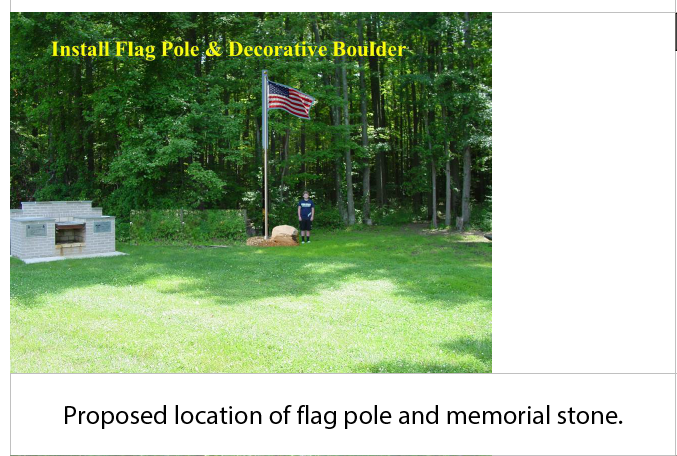 Install Flag Pole & Decorative Boulder
Proposed location of flag pole and memorial stone.